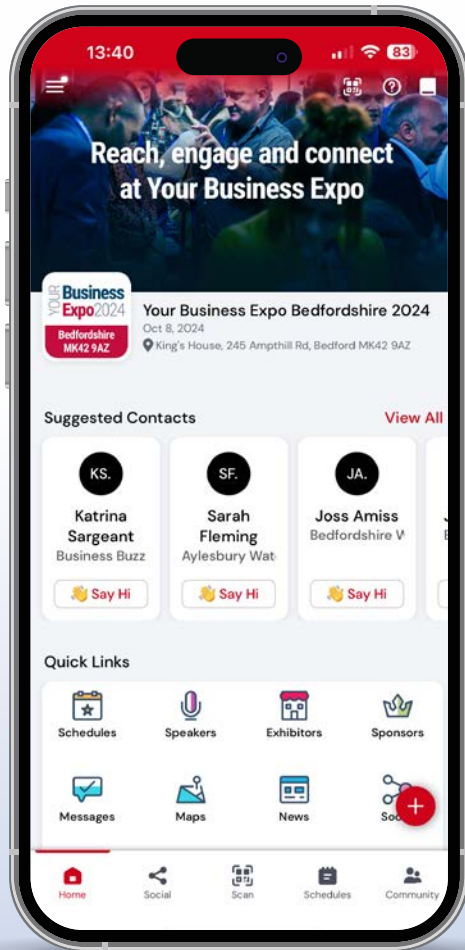 13:40
83
Reach, engage and connect
at Your Business Expo
YOUR
Business
Expo2024
Bedfordshire
MK42 9AZ
Your Business Expo Bedfordshire 2024
Oct 8, 2024
King's House, 245 Ampthill Rd, Bedford MK42 9AZ
Suggested Contacts View All
KS. SF. JA.
Katrina Sarah Joss Amiss
Sargeant Fleming Bedfordshire
Business Buzz Aylesbury Wat
👋 Say Hi 👋 Say Hi 👋 Say Hi
Quick Links
Schedules Speakers Exhibitors Sponsors
Messages Maps News
Home Social Scan Schedules Community